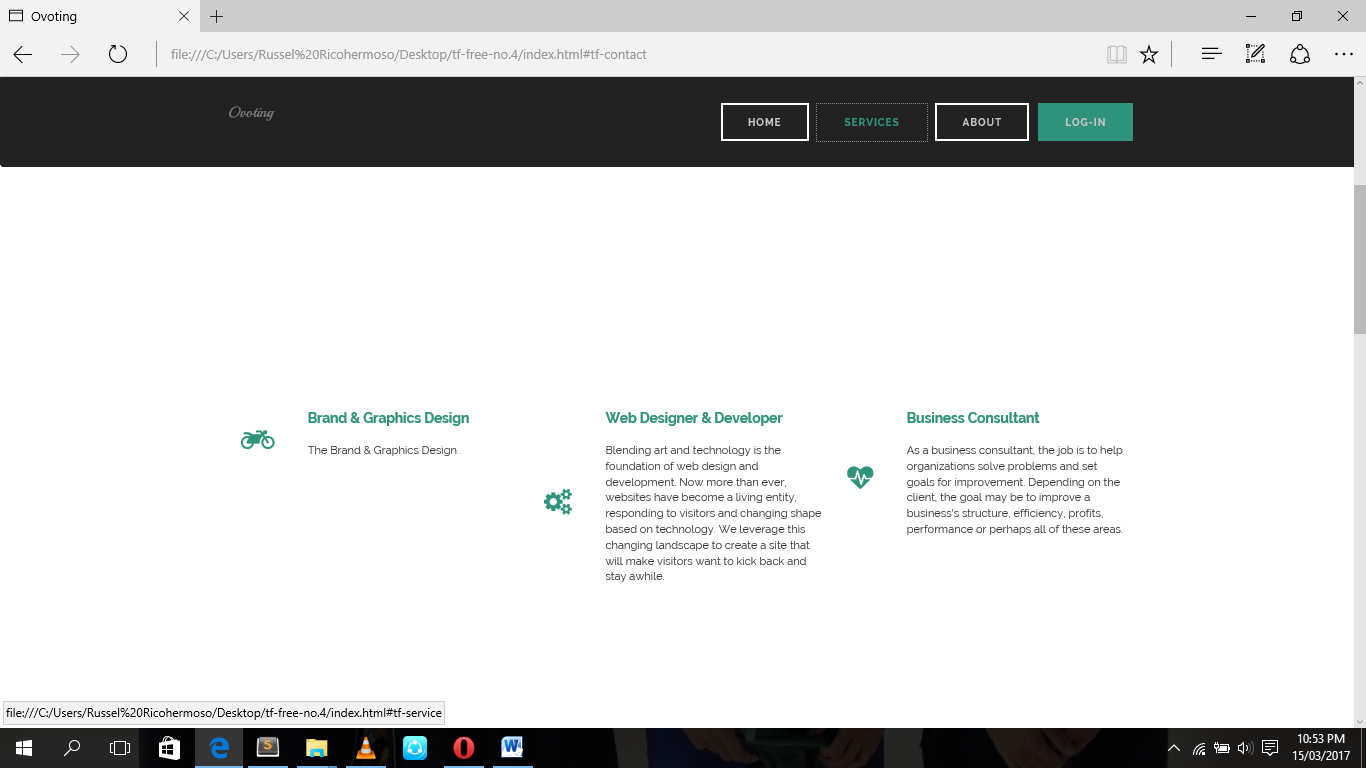 Ovoting
file:///C:/Users/Russel%20Ricohermoso/Desktop/tf-free-no.4/index.html#tf-contact
Ovoting
HOME
SERVICES
ABOUT
LOG-IN
Brand & Graphics Design
The Brand & Graphics Design .
Web Designer & Developer
Blending art and technology is the
foundation of web design and
development. Now more than ever,
websites have become a living entity,
responding to visitors and changing shape
based on technology. We leverage this
changing landscape to create a site that
will make visitors want to kick back and
stay awhile.
Business Consultant
As a business consultant, the job is to help
organizations solve problems and set
goals for improvement. Depending on the
client, the goal may be to improve a
business's structure, efficiency, profits,
performance or perhaps all of these areas.
file:///C:/Users/Russel%20Ricohermoso/Desktop/tf-free-no.4/index.html#tf-service
10:53 PM
15/03/2017